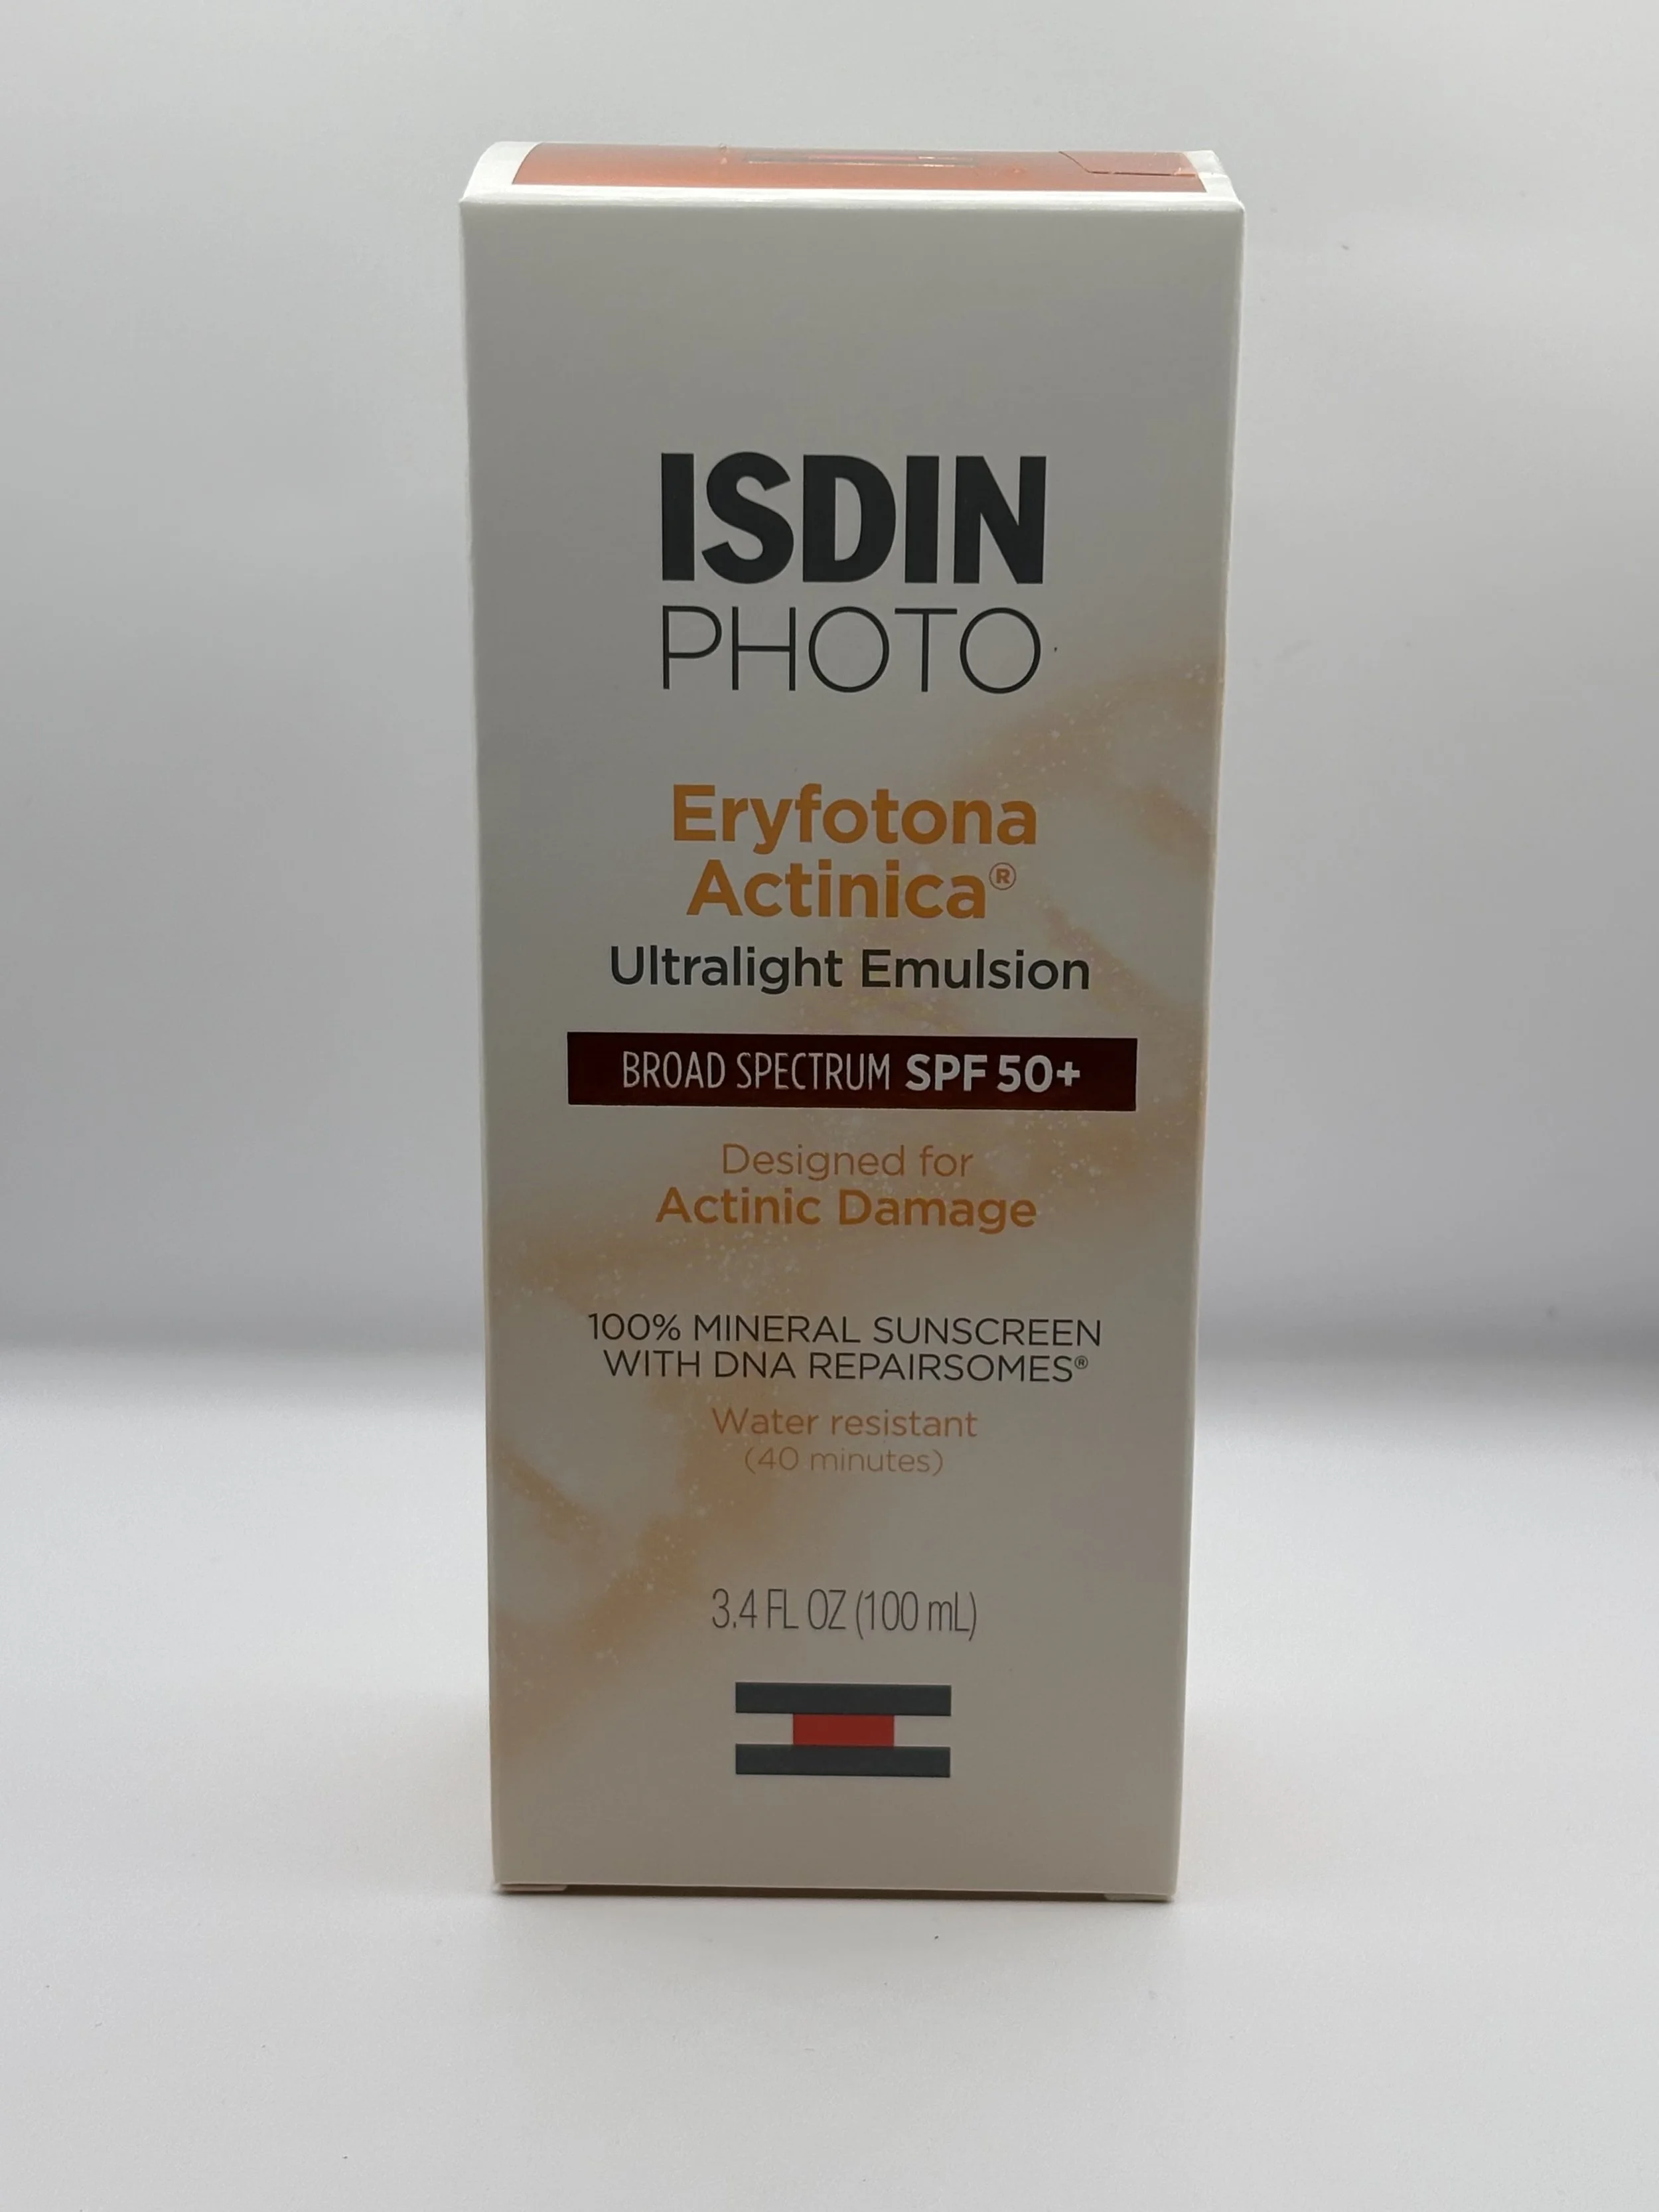 ISDIN
PHOTO
Eryfotona
Actinica®
Ultralight Emulsion
BROAD SPECTRUM SPF 50+
Designed for
Actinic Damage
100% MINERAL SUNSCREEN
WITH DNA REPAIRSOMES®
Water resistant
(40 minutes)
3.4 FL OZ (100 mL)